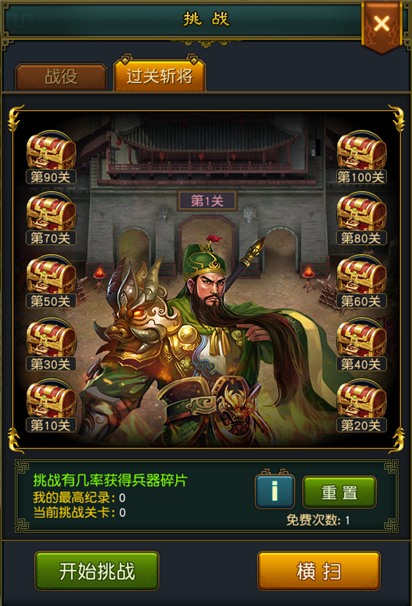 挑 战
战役
过关斩将
第1关
第90关
第100关
第70关
第80关
第50关
第60关
第30关
第40关
第10关
第20关
挑战有几率获得兵器碎片
我的最高纪录: 0
当前挑战关卡: 0
i
重 置
免费次数: 1
开始挑战
横 扫